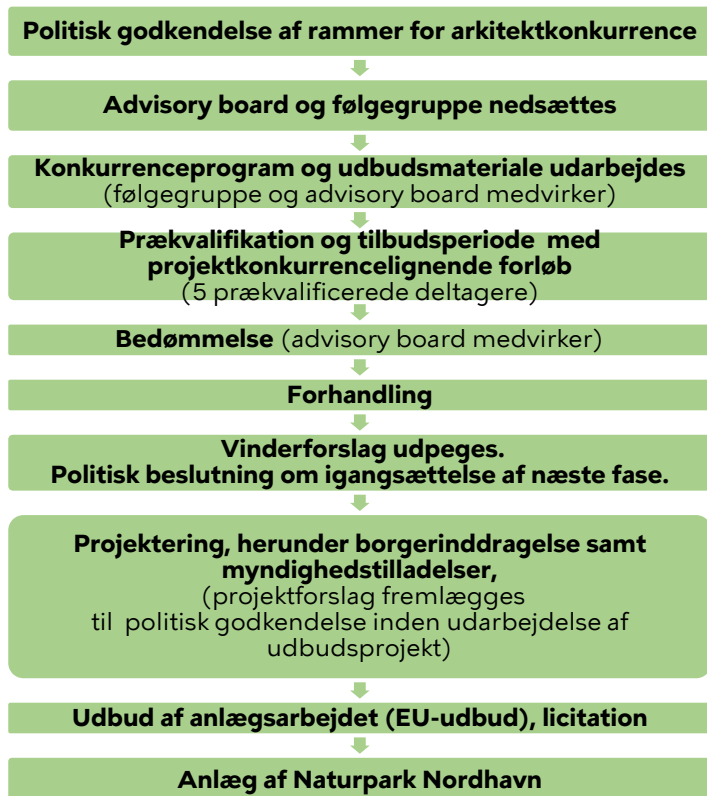 Politisk godkendelse af rammer for arkitektkonkurrence
Advisory board og følgegruppe nedsættes
Konkurrenceprogram og udbudsmateriale udarbejdes
(følgegruppe og advisory board medvirker)
Prækvalifikation og tilbudsperiode med
projektkonkurrencelignende forløb
(5 prækvalificerede deltagere)
Bedømmelse (advisory board medvirker)
Forhandling
Vinderforslag udpeges.
Politisk beslutning om igangsættelse af næste fase.
Projektering, herunder borgerinddragelse samt
myndighedstilladelser,
(projektforslag fremlægges
til politisk godkendelse inden udarbejdelse af
udbudsprojekt)
Udbud af anlægsarbejdet (EU-udbud), licitation
Anlæg af Naturpark Nordhavn